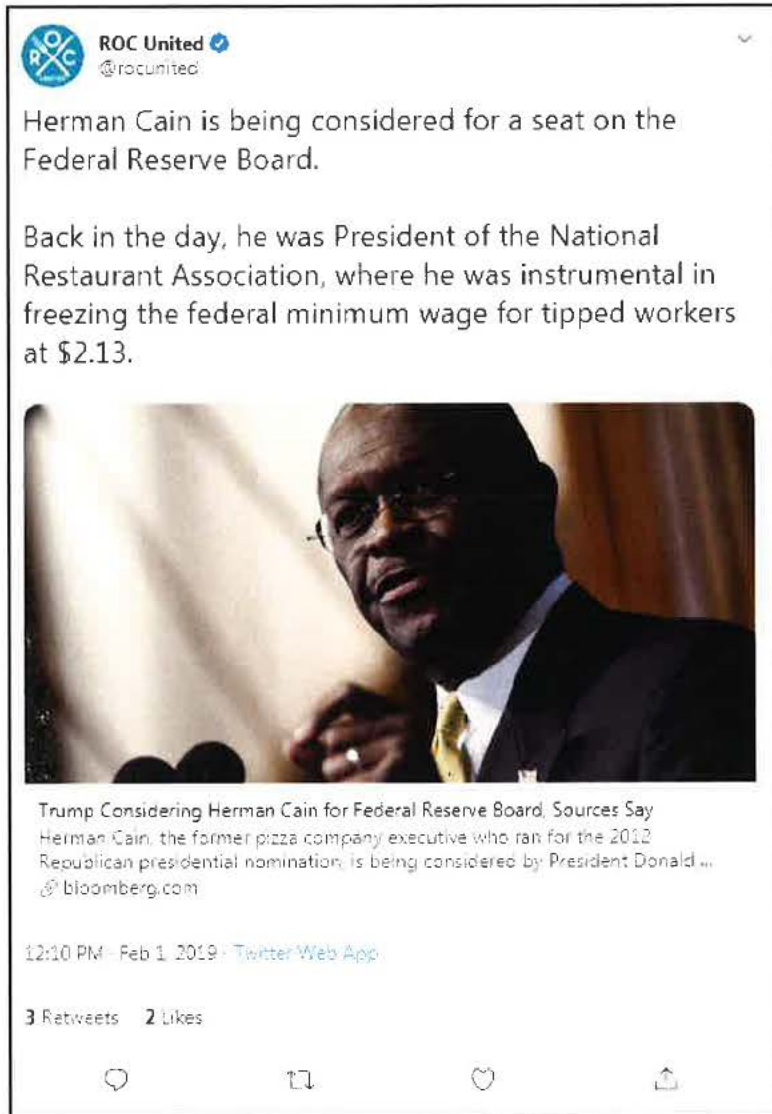 ROC United
@rocunited
Herman Cain is being considered for a seat on the
Federal Reserve Board.
Back in the day, he was President of the National
Restaurant Association, where he was instrumental in
freezing the federal minimum wage for tipped workers
at $2.13.
Trump Considering Herman Cain for Federal Reserve Board, Sources Say
Herman Cain, the former pizza company executive who ran for the 2012
Republican presidential nomination, is being considered by President Donald ...
bloomberg.com
12:10 PM · Feb 1, 2019 · Twitter Web App
3 Retweets 2 Likes